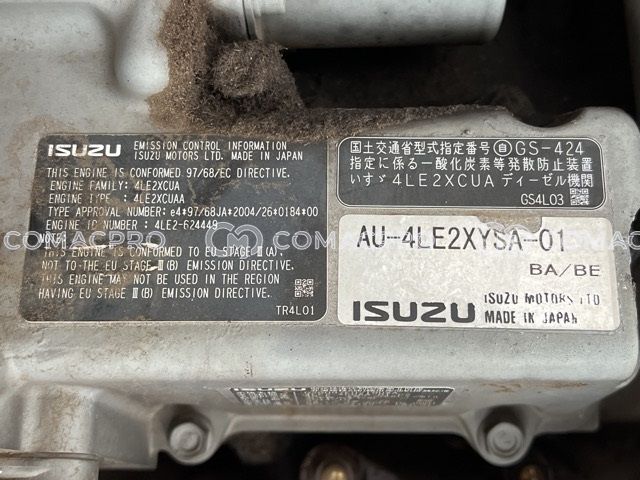 ISUZU
EMISSION CONTROL INFORMATION
ISUZU MOTORS LTD. MADE IN JAPAN
THIS ENGINE IS CONFORMED 97/68/EC DIRECTIVE.
ENGINE FAMILY: 4LE2XCUA
ENGINE TYPE: 4LE2XCUAA
TYPE APPROVAL NUMBER: e4*97/68JA*2004/26*0184*00
ENGINE ID NUMBER: 4LE2-624449
NOTE:
THIS ENGINE IS CONFORMED TO EU STAGE Ⅲ(A),
NOT TO THE EU STAGE Ⅲ(B) EMISSION DIRECTIVE.
THIS ENGINE MAY NOT BE PLACED IN THE REGION
HAVING EU STAGE Ⅲ(B) EMISSION DIRECTIVE.
TR4L01
国土交通省型式指定番号 自 GS-424
指定に係る一酸化炭素等発散防止装置
いすゞ 4LE2XCUA ディーゼル機関
GS4L03
AU-4LE2XYSA-01
BA/BE
ISUZU
ISUZU MOTORS LTD
MADE IN JAPAN
COMACPRO COMACPRO COMACPRO